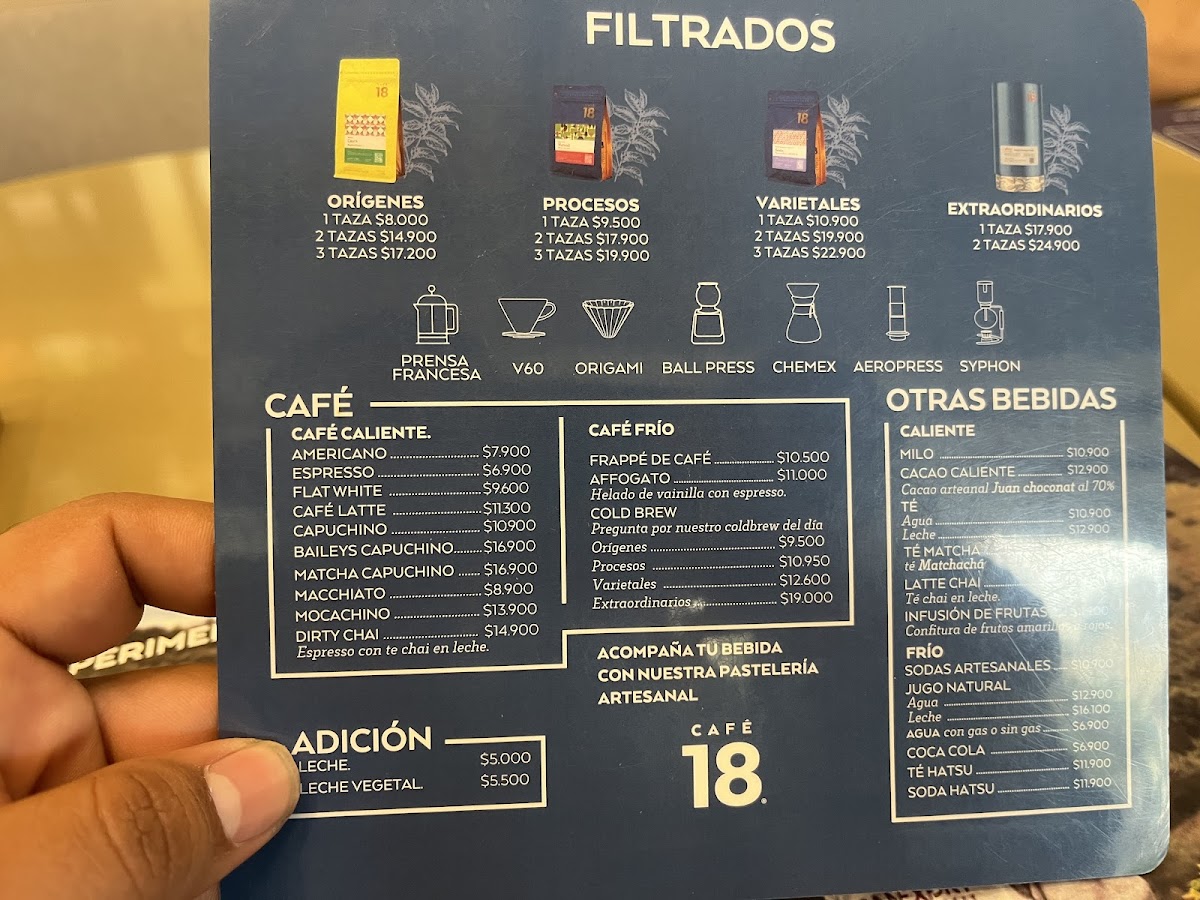 FILTRADOS
18
18
18
ORÍGENES
1 TAZA $8.000
2 TAZAS $14.900
3 TAZAS $17.200
PROCESOS
1 TAZA $9.500
2 TAZAS $17.900
3 TAZAS $19.900
VARIETALES
1 TAZA $10.900
2 TAZAS $19.900
3 TAZAS $22.900
EXTRAORDINARIOS
1 TAZA $17.900
2 TAZAS $24.900
PRENSA
FRANCESA
V60
ORIGAMI
BALL PRESS
CHEMEX
AEROPRESS
SYPHON
CAFÉ
CAFÉ CALIENTE.
AMERICANO $7.900
ESPRESSO $6.900
FLAT WHITE $9.600
CAFÉ LATTE $11.300
CAPUCHINO $10.900
BAILEYS CAPUCHINO $16.900
MATCHA CAPUCHINO $16.900
MACCHIATO $8.900
MOCACHINO $13.900
DIRTY CHAI $14.900
Espresso con te chai en leche.
CAFÉ FRÍO
FRAPPÉ DE CAFÉ $10.500
AFFOGATO $11.000
Helado de vainilla con espresso.
COLD BREW
Pregunta por nuestro coldbrew del día
Orígenes $9.500
Procesos $10.950
Varietales $12.600
Extraordinarios $19.000
ACOMPAÑA TU BEBIDA
CON NUESTRA PASTELERÍA
ARTESANAL
CAFÉ
18
ADICIÓN
LECHE. $5.000
LECHE VEGETAL. $5.500
OTRAS BEBIDAS
CALIENTE
MILO $10.900
CACAO CALIENTE $12.900
Cacao arteanal Juan choconat al 70%
TÉ
Agua $10.900
Leche $12.900
TÉ MATCHA
té Matchachá
LATTE CHAI
Té chai en leche.
INFUSIÓN DE FRUTAS
Confitura de frutos amarillos o rojos.
FRÍO
SODAS ARTESANALES $10.900
JUGO NATURAL
Agua $12.900
Leche $16.100
AGUA con gas o sin gas $6.900
COCA COLA $6.900
TÉ HATSU $11.900
SODA HATSU $11.900
PERIME